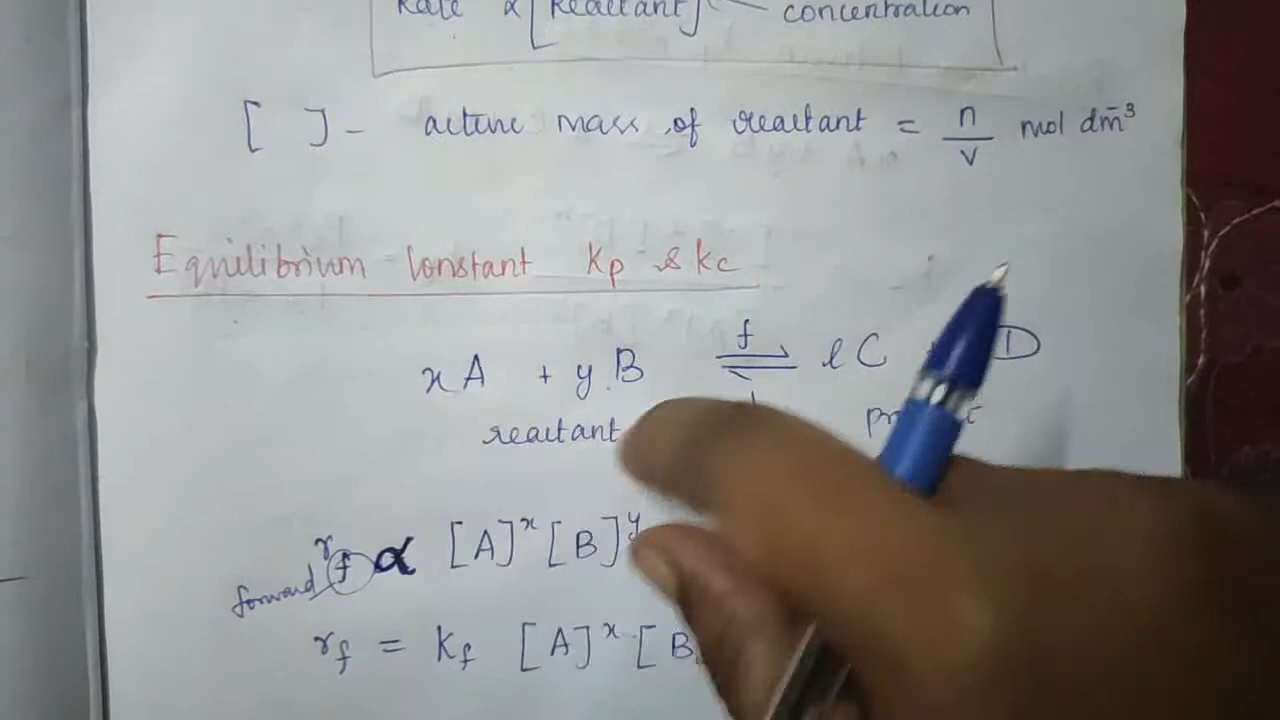 Rate α [Reactant] concentration
[ ] - active mass of reactant = n/v mol dm⁻³
Equilibrium constant Kp & Kc
xA + yB f ⇌ lC D
reactant
rf α [A]ˣ [B]ʸ
forward
rf = Kf [A]ˣ [B